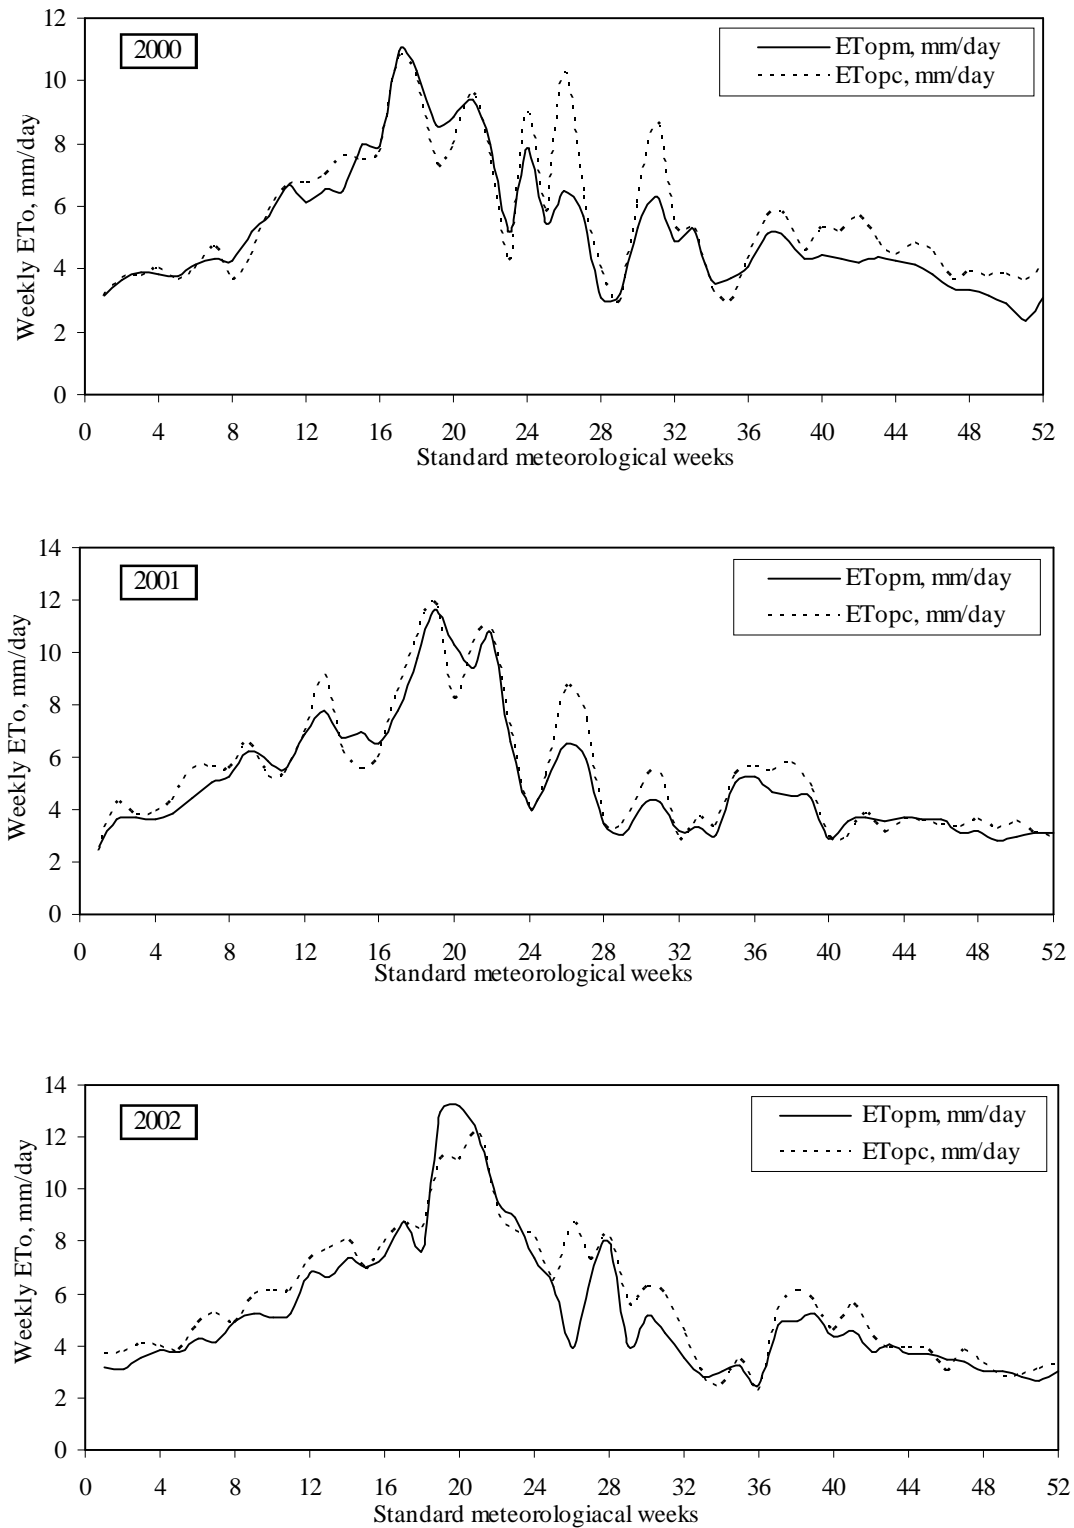 12
2000
ETopm, mm/day
ETopc, mm/day
10
8
6
4
2
0
Weekly ETo, mm/day
0 4 8 12 16 20 24 28 32 36 40 44 48 52
Standard meteorological weeks
14
2001
ETopm, mm/day
ETopc, mm/day
12
10
8
6
4
2
0
Weekly ETo, mm/day
0 4 8 12 16 20 24 28 32 36 40 44 48 52
Standard meteorological weeks
14
2002
ETopm, mm/day
ETopc, mm/day
12
10
8
6
4
2
0
Weekly ETo, mm/day
0 4 8 12 16 20 24 28 32 36 40 44 48 52
Standard meteorologiacal weeks